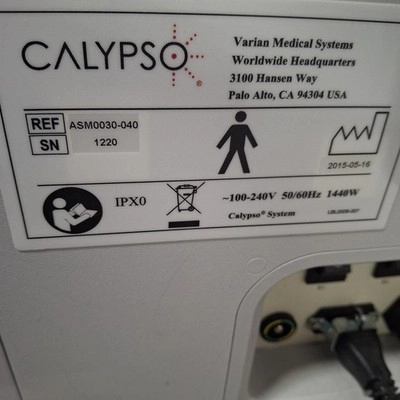 CALYPSO®
Varian Medical Systems
Worldwide Headquarters
3100 Hansen Way
Palo Alto, CA 94304 USA
REF ASM0030-040
SN 1220
2015-05-16
IPX0
~100-240V 50/60Hz 1440W
Calypso® System